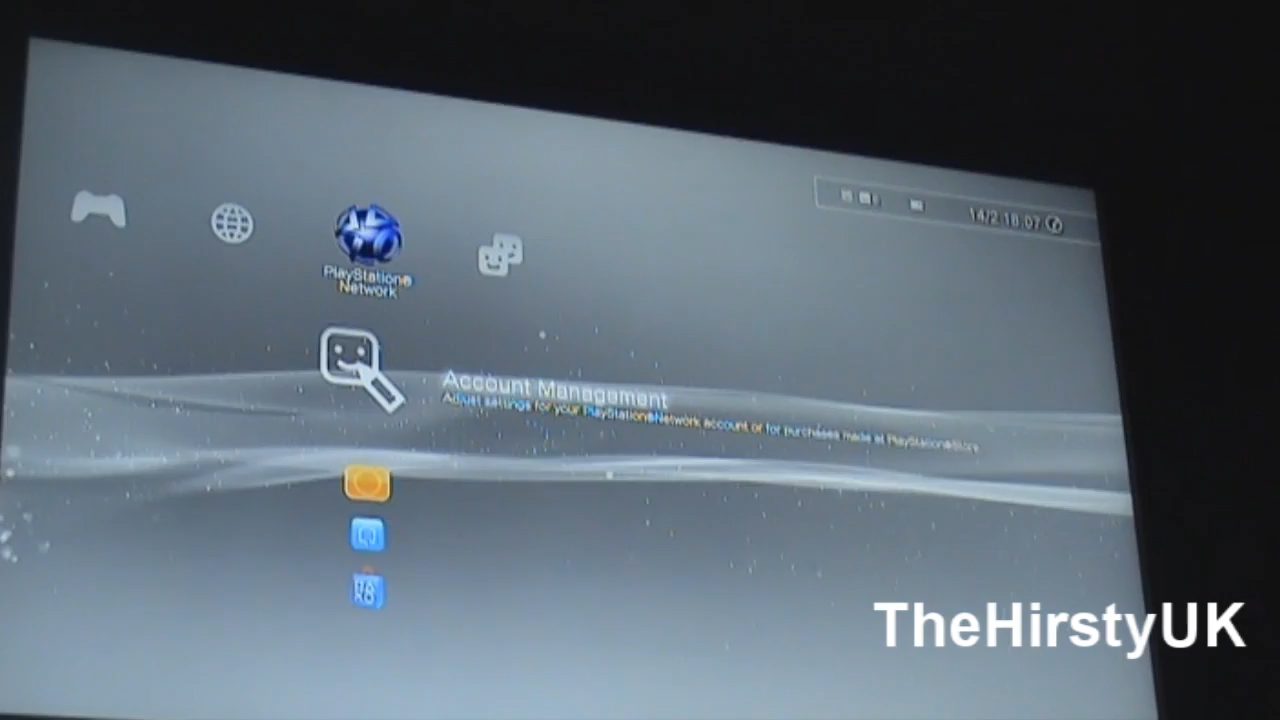 14/2 16:07
PlayStation®
Network
Account Management
Adjust settings for your PlayStation®Network account or for purchases made at PlayStation®Store.
TheHirstyUK